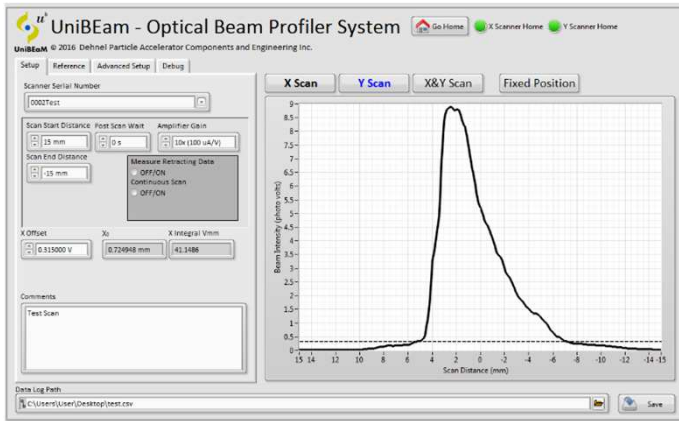 u⁵ UniBEam - Optical Beam Profiler System
Go Home X Scanner Home Y Scanner Home
UniBEaM © 2016 Dehnel Particle Accelerator Components and Engineering Inc.
Setup Reference Advanced Setup Debug
Scanner Serial Number
0002Test
Scan Start Distance Post Scan Wait Amplifier Gain
15 mm 0 s 10x (100 uA/V)
Scan End Distance
-15 mm
Measure Retracting Data
OFF/ON
Continuous Scan
OFF/ON
X Offset X₀ X Integral Vmm
0.315000 V 0.724948 mm 41.1486
Comments
Test Scan
X Scan Y Scan X&Y Scan Fixed Position
Beam Intensity (photo volts)
9
8.5
8
7.5
7
6.5
6
5.5
5
4.5
4
3.5
3
2.5
2
1.5
1
0.5
0
15 14 12 10 8 6 4 2 0 -2 -4 -6 -8 -10 -12 -14 -15
Scan Distance (mm)
Data Log Path
C:\Users\User\Desktop\test.csv
Save